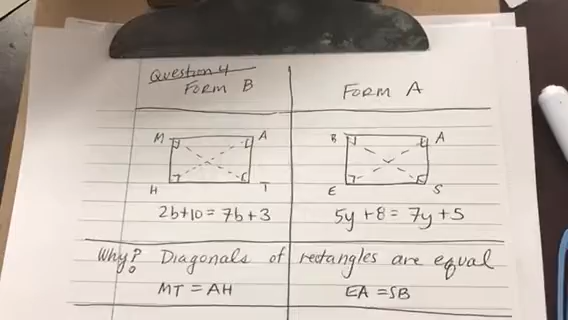 Question 4
FORM B
FORM A
M A
B A
H T
E S
2b+10 = 7b+3
5y+8 = 7y+5
Why? Diagonals of rectangles are equal
MT = AH
EA = SB